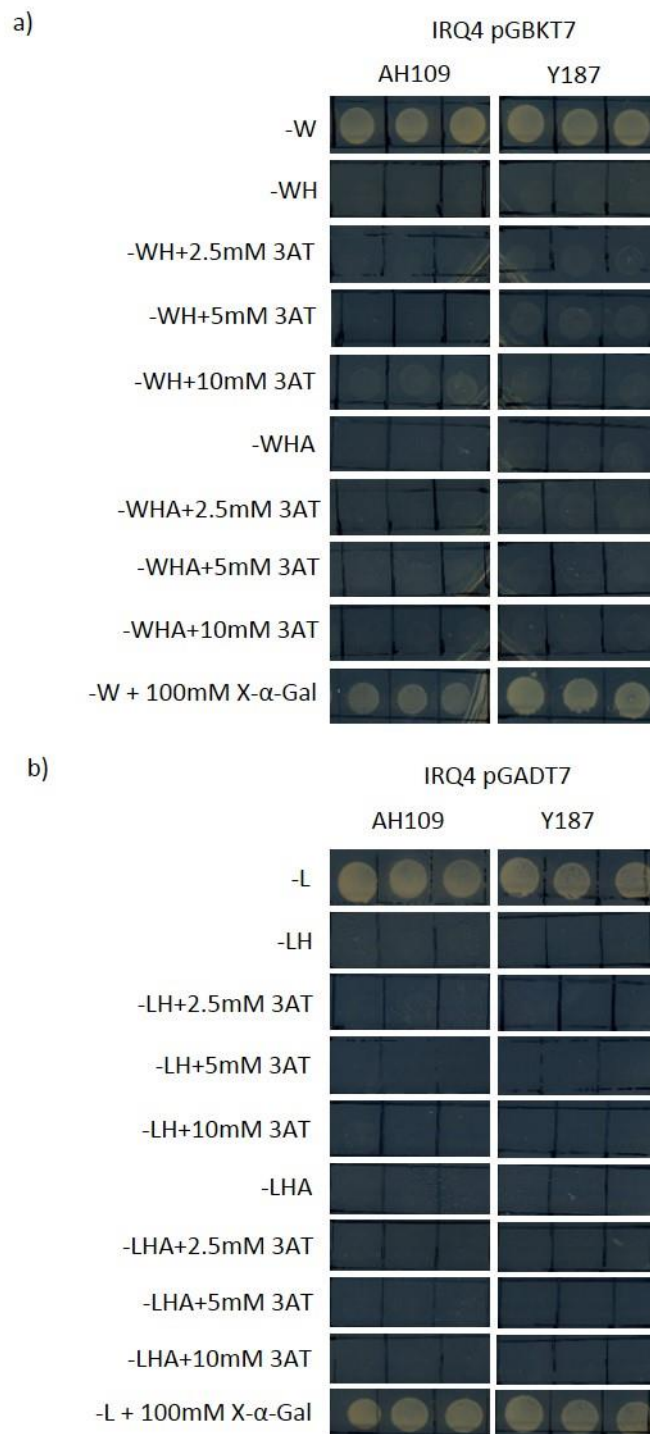 a)
IRQ4 pGBKT7
AH109 Y187
-W
-WH
-WH+2.5mM 3AT
-WH+5mM 3AT
-WH+10mM 3AT
-WHA
-WHA+2.5mM 3AT
-WHA+5mM 3AT
-WHA+10mM 3AT
-W + 100mM X-α-Gal
b)
IRQ4 pGADT7
AH109 Y187
-L
-LH
-LH+2.5mM 3AT
-LH+5mM 3AT
-LH+10mM 3AT
-LHA
-LHA+2.5mM 3AT
-LHA+5mM 3AT
-LHA+10mM 3AT
-L + 100mM X-α-Gal